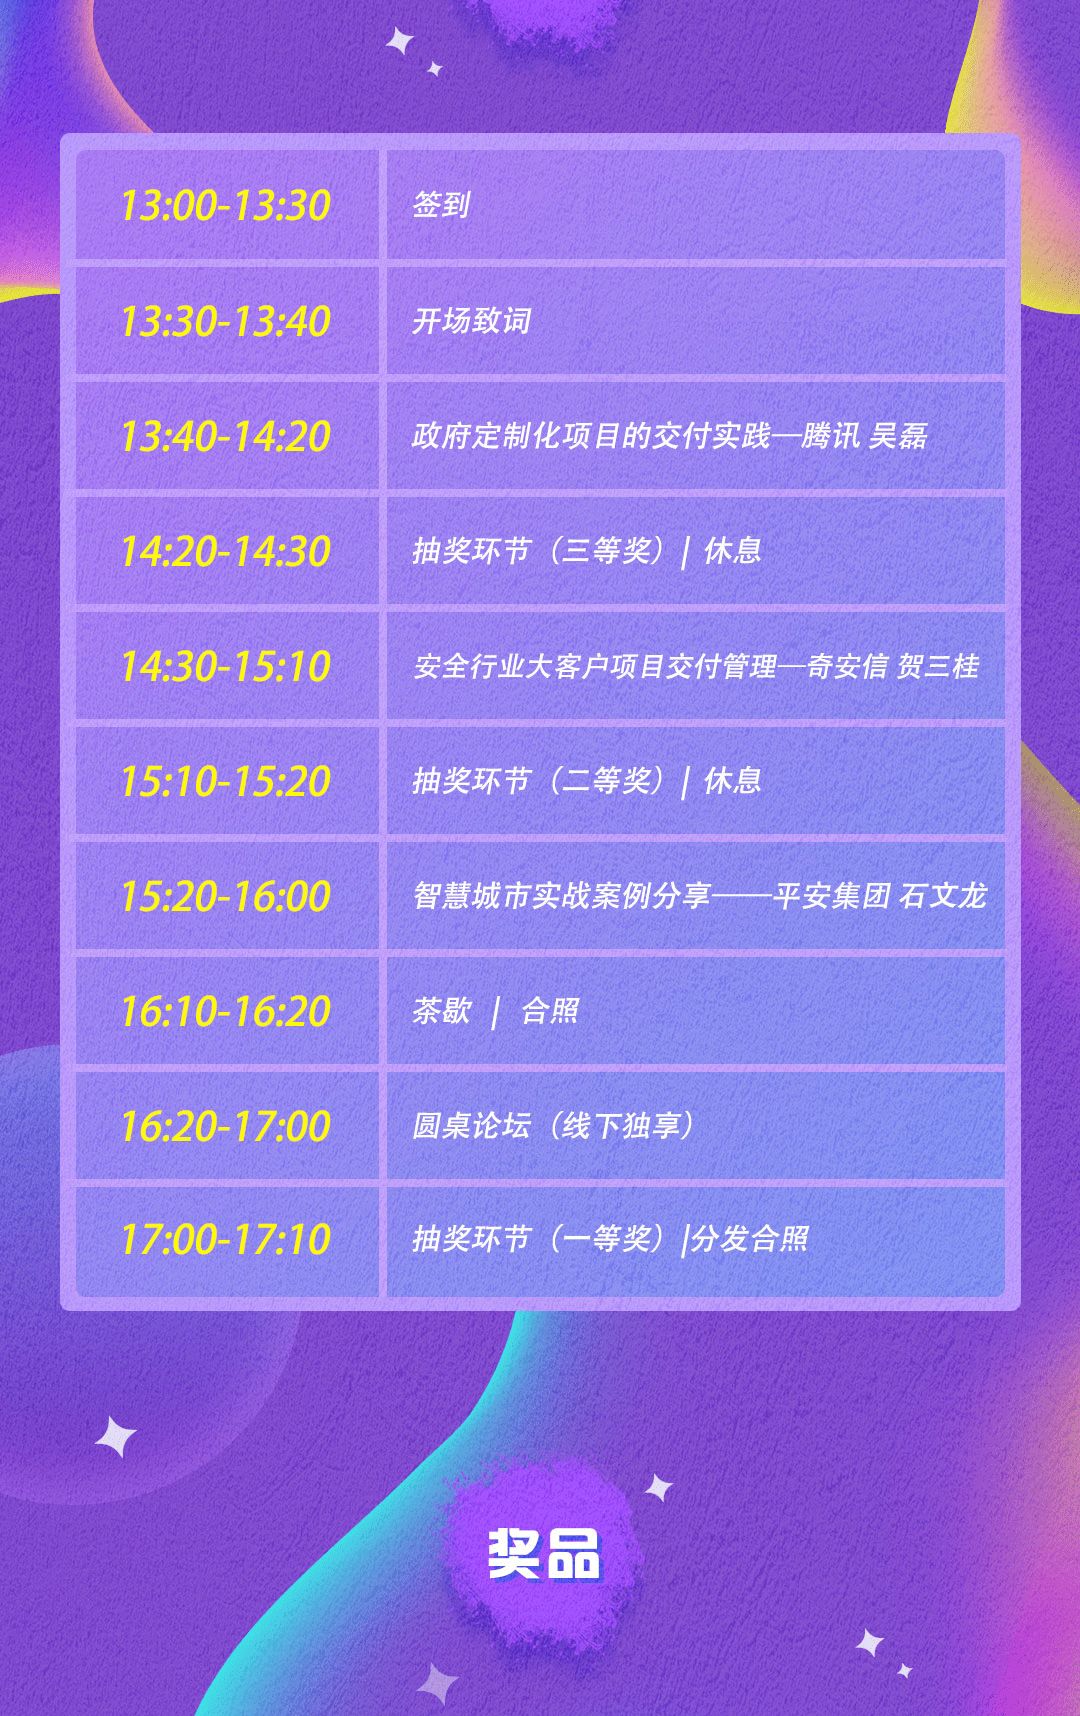 13:00-13:30 签到
13:30-13:40 开场致词
13:40-14:20 政府定制化项目的交付实践—腾讯 吴磊
14:20-14:30 抽奖环节（三等奖）| 休息
14:30-15:10 安全行业大客户项目交付管理—奇安信 贺三桂
15:10-15:20 抽奖环节（二等奖）| 休息
15:20-16:00 智慧城市实战案例分享——平安集团 石文龙
16:10-16:20 茶歇 | 合照
16:20-17:00 圆桌论坛（线下独享）
17:00-17:10 抽奖环节（一等奖）|分发合照
奖品